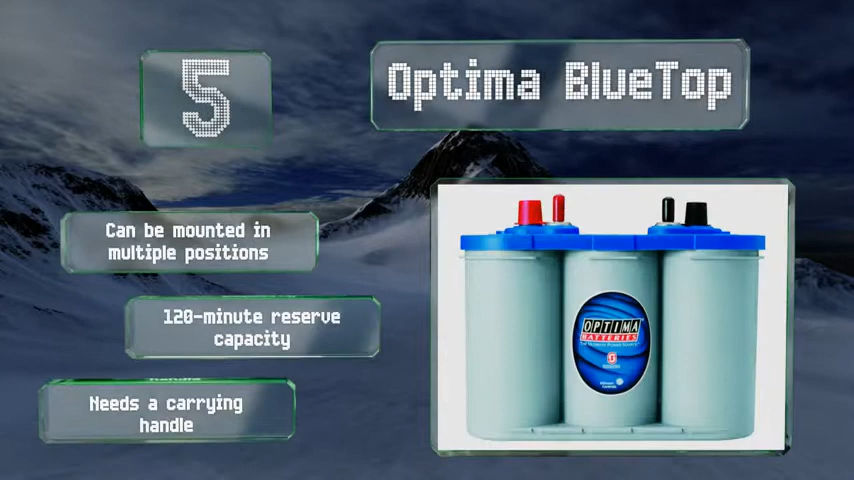 5
Optima BlueTop
Can be mounted in
multiple positions
120-minute reserve
capacity
Needs a carrying
handle
OPTIMA
BATTERIES